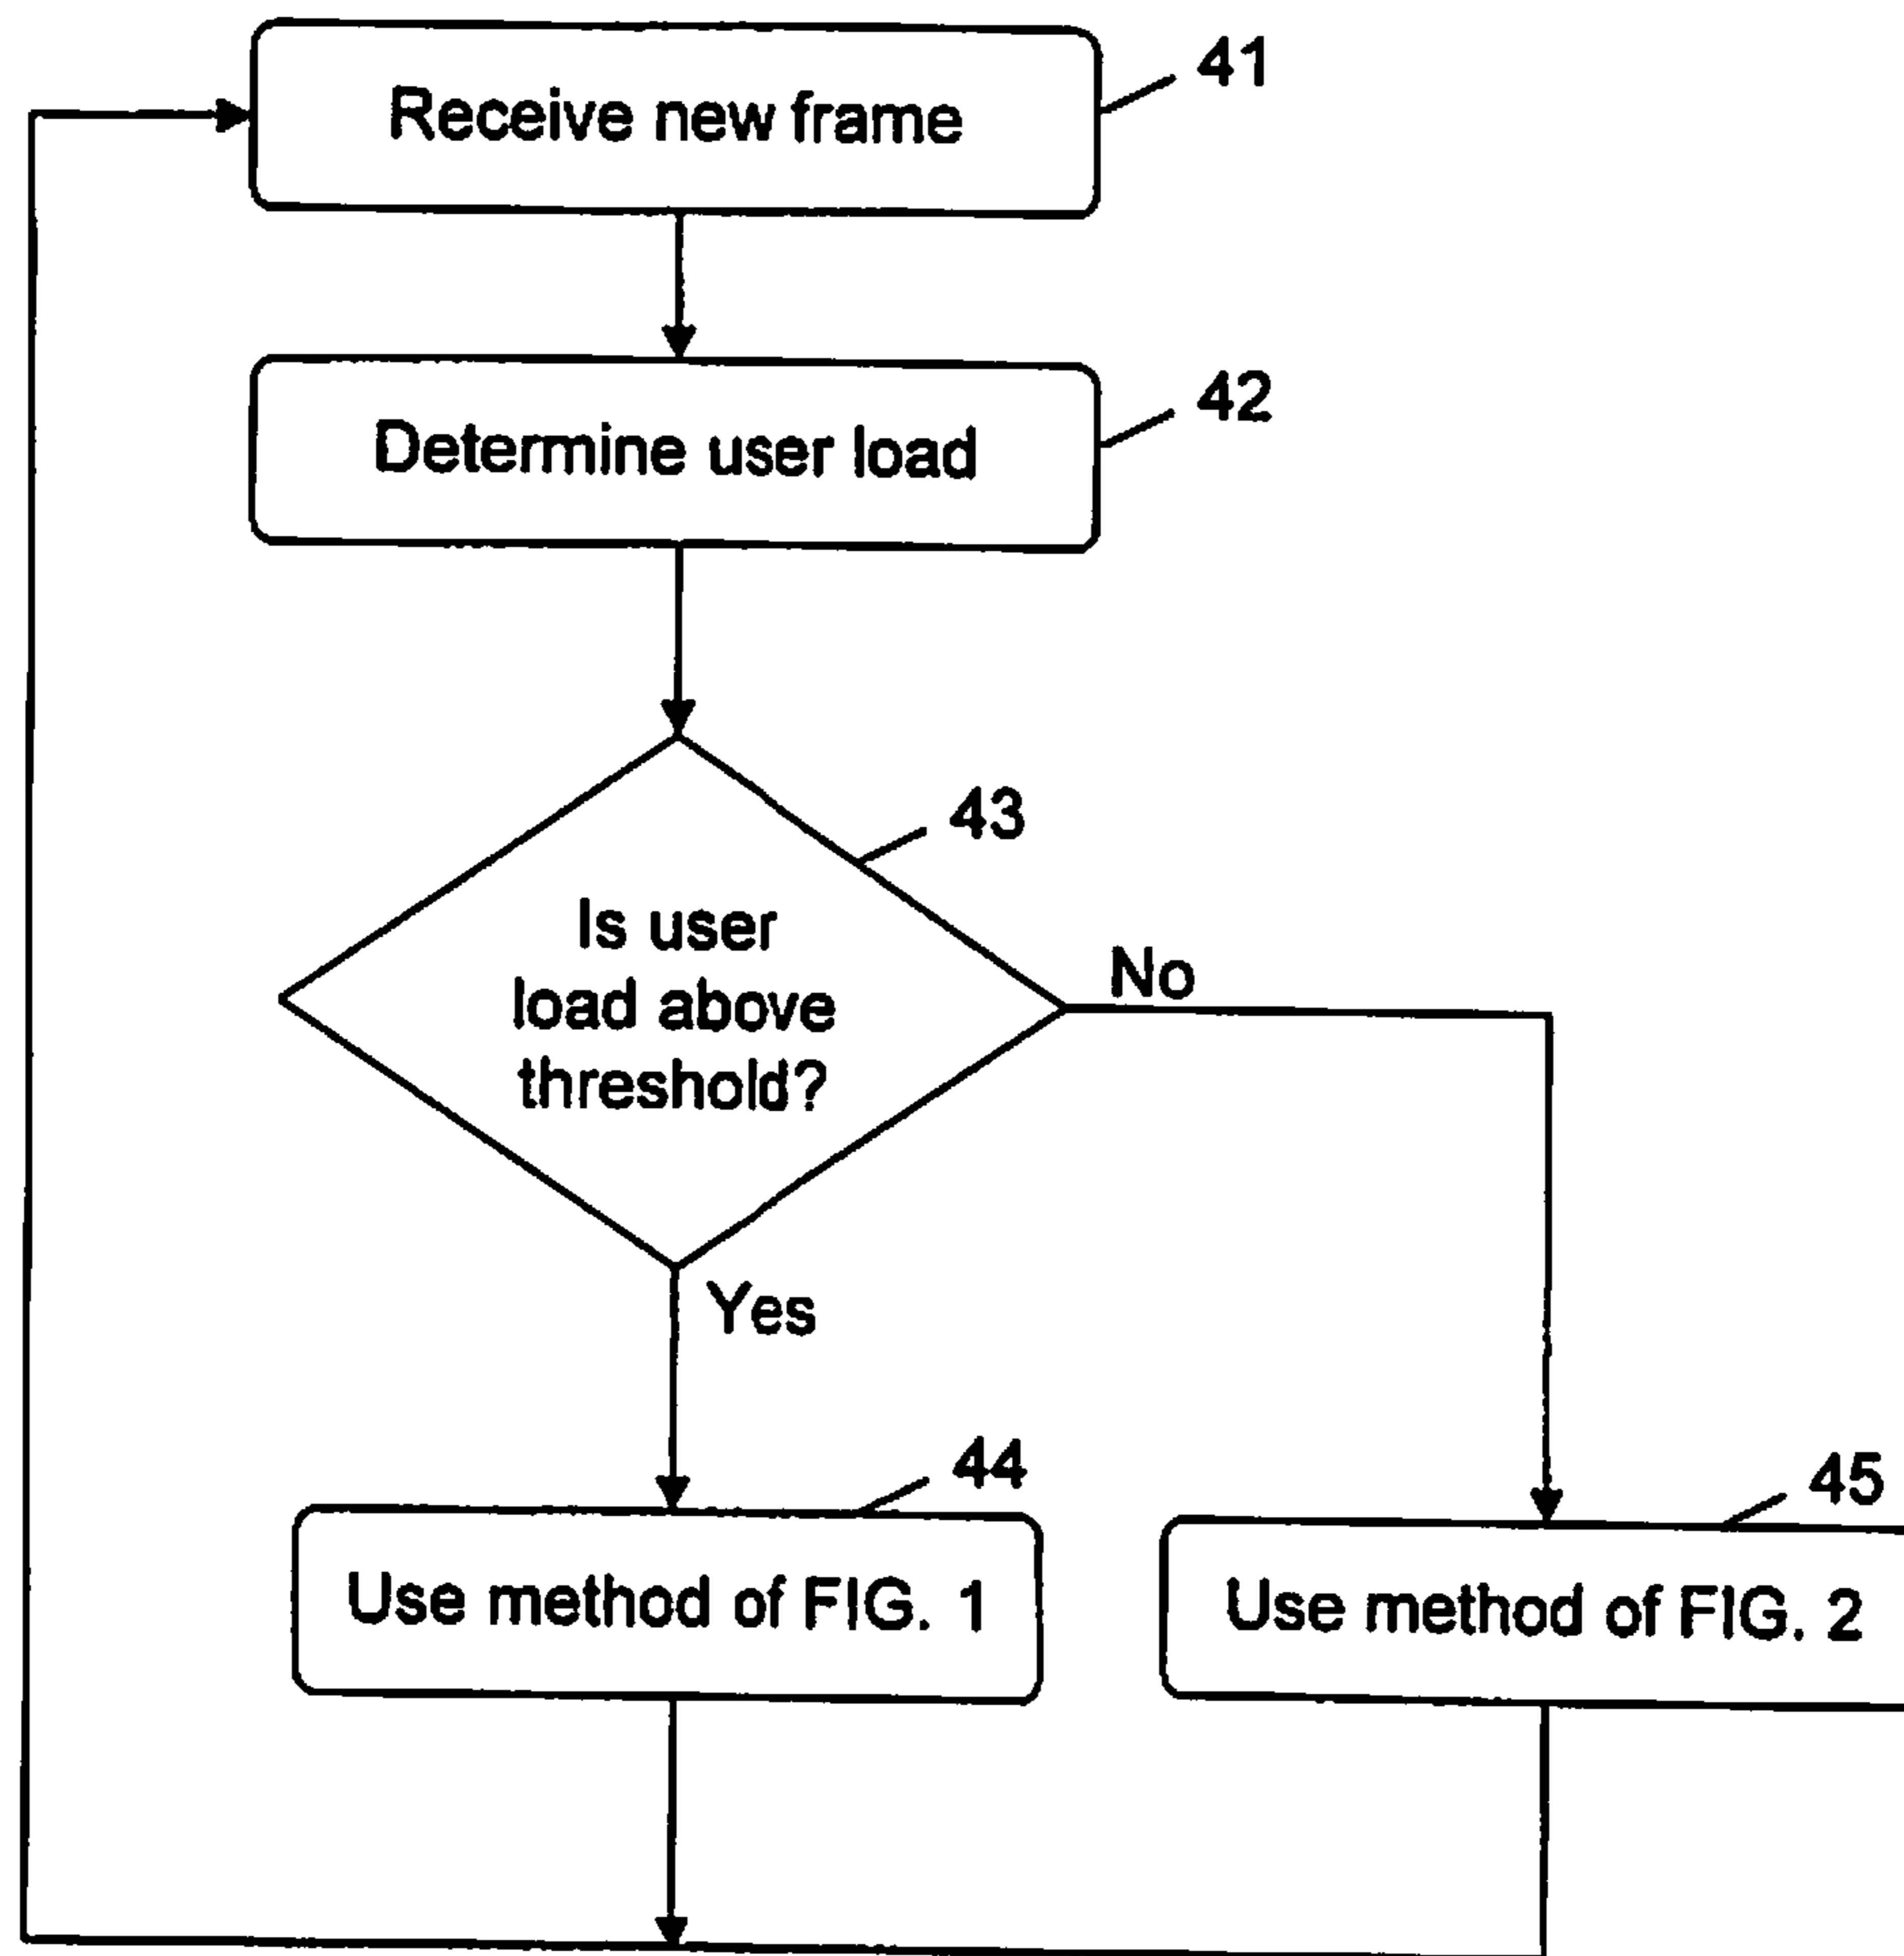 Receive new frame
41
Determine user load
42
43
Is user
load above
threshold?
No
Yes
44
Use method of FIG. 1
45
Use method of FIG. 2